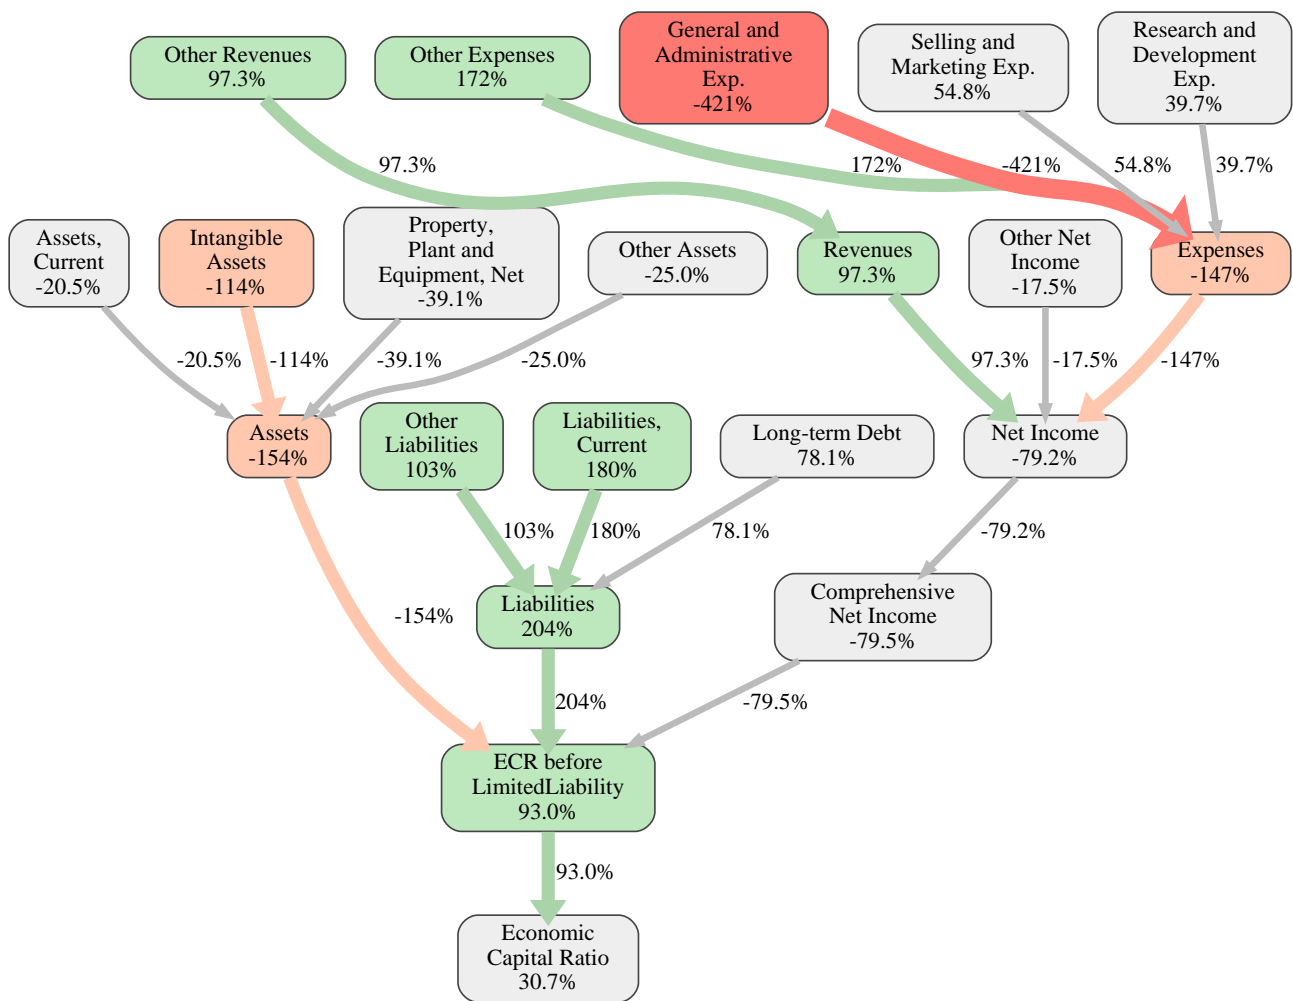 Other Revenues
97.3%
Other Expenses
172%
General and
Administrative
Exp.
-421%
Selling and
Marketing Exp.
54.8%
Research and
Development
Exp.
39.7%
97.3%
172%
-421%
54.8%
39.7%
Assets,
Current
-20.5%
Intangible
Assets
-114%
Property,
Plant and
Equipment, Net
-39.1%
Other Assets
-25.0%
Revenues
97.3%
Other Net
Income
-17.5%
Expenses
-147%
-20.5%
-114%
-39.1%
-25.0%
97.3%
-17.5%
-147%
Assets
-154%
Other
Liabilities
103%
Liabilities,
Current
180%
Long-term Debt
78.1%
Net Income
-79.2%
103%
180%
78.1%
-79.2%
-154%
Liabilities
204%
Comprehensive
Net Income
-79.5%
204%
-79.5%
ECR before
LimitedLiability
93.0%
93.0%
Economic
Capital Ratio
30.7%